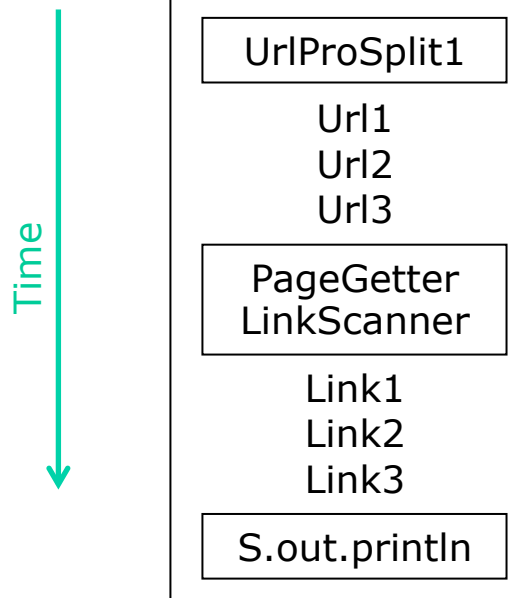 UrlProSplit1
Url1
Url2
Url3
Time
PageGetter
LinkScanner
Link1
Link2
Link3
S.out.println